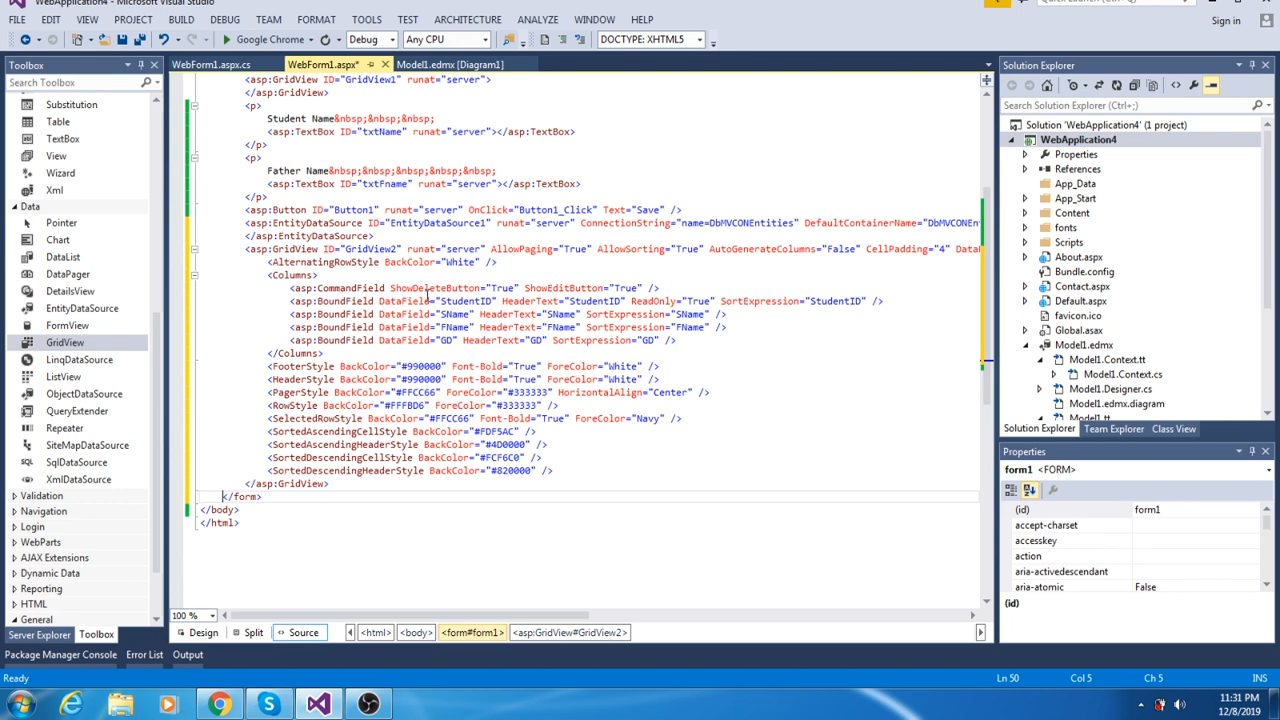 WebApplication4 - Microsoft Visual Studio
Quick Launch (Ctrl+Q)
FILE EDIT VIEW PROJECT BUILD DEBUG TEAM FORMAT TOOLS TEST ARCHITECTURE ANALYZE WINDOW HELP
Sign in
Google Chrome Debug Any CPU DOCTYPE: XHTML5
Toolbox
Search Toolbox
Substitution
Table
TextBox
View
Wizard
Xml
Data
Pointer
Chart
DataList
DataPager
DetailsView
EntityDataSource
FormView
GridView
LinqDataSource
ListView
ObjectDataSource
QueryExtender
Repeater
SiteMapDataSource
SqlDataSource
XmlDataSource
Validation
Navigation
Login
WebParts
AJAX Extensions
Dynamic Data
Reporting
HTML
General
Server Explorer Toolbox
WebForm1.aspx.cs WebForm1.aspx* Model1.edmx [Diagram1]
<asp:GridView ID="GridView1" runat="server">
</asp:GridView>
<p>
Student Name&nbsp;&nbsp;&nbsp;
<asp:TextBox ID="txtName" runat="server"></asp:TextBox>
</p>
<p>
Father Name&nbsp;&nbsp;&nbsp;&nbsp;&nbsp;
<asp:TextBox ID="txtFname" runat="server"></asp:TextBox>
</p>
<asp:Button ID="Button1" runat="server" OnClick="Button1_Click" Text="Save" />
<asp:EntityDataSource ID="EntityDataSource1" runat="server" ConnectionString="name=DbMVCONEntities" DefaultContainerName="DbMVCONEnt
</asp:EntityDataSource>
<asp:GridView ID="GridView2" runat="server" AllowPaging="True" AllowSorting="True" AutoGenerateColumns="False" CellPadding="4" Data
<AlternatingRowStyle BackColor="White" />
<Columns>
<asp:CommandField ShowDeleteButton="True" ShowEditButton="True" />
<asp:BoundField DataField="StudentID" HeaderText="StudentID" ReadOnly="True" SortExpression="StudentID" />
<asp:BoundField DataField="SName" HeaderText="SName" SortExpression="SName" />
<asp:BoundField DataField="FName" HeaderText="FName" SortExpression="FName" />
<asp:BoundField DataField="GD" HeaderText="GD" SortExpression="GD" />
</Columns>
<FooterStyle BackColor="#990000" Font-Bold="True" ForeColor="White" />
<HeaderStyle BackColor="#990000" Font-Bold="True" ForeColor="White" />
<PagerStyle BackColor="#FFCC66" ForeColor="#333333" HorizontalAlign="Center" />
<RowStyle BackColor="#FFFBD6" ForeColor="#333333" />
<SelectedRowStyle BackColor="#FFCC66" Font-Bold="True" ForeColor="Navy" />
<SortedAscendingCellStyle BackColor="#FDF5AC" />
<SortedAscendingHeaderStyle BackColor="#4D0000" />
<SortedDescendingCellStyle BackColor="#FCF6C0" />
<SortedDescendingHeaderStyle BackColor="#820000" />
</asp:GridView>
</form>
</body>
</html>
100 %
Design Split Source <html> <body> <form#form1> <asp:GridView#GridView2>
Solution Explorer
Search Solution Explorer (Ctrl+;)
Solution 'WebApplication4' (1 project)
WebApplication4
Properties
References
App_Data
App_Start
Content
fonts
Scripts
About.aspx
Bundle.config
Contact.aspx
Default.aspx
favicon.ico
Global.asax
Model1.edmx
Model1.Context.tt
Model1.Context.cs
Model1.Designer.cs
Model1.edmx.diagram
Model1.tt
Solution Explorer Team Explorer Class View
Properties
form1 <FORM>
(id) form1
accept-charset
accesskey
action
aria-activedescendant
aria-atomic False
(id)
Package Manager Console Error List Output
Ready Ln 50 Col 5 Ch 5 INS
11:31 PM
12/8/2019